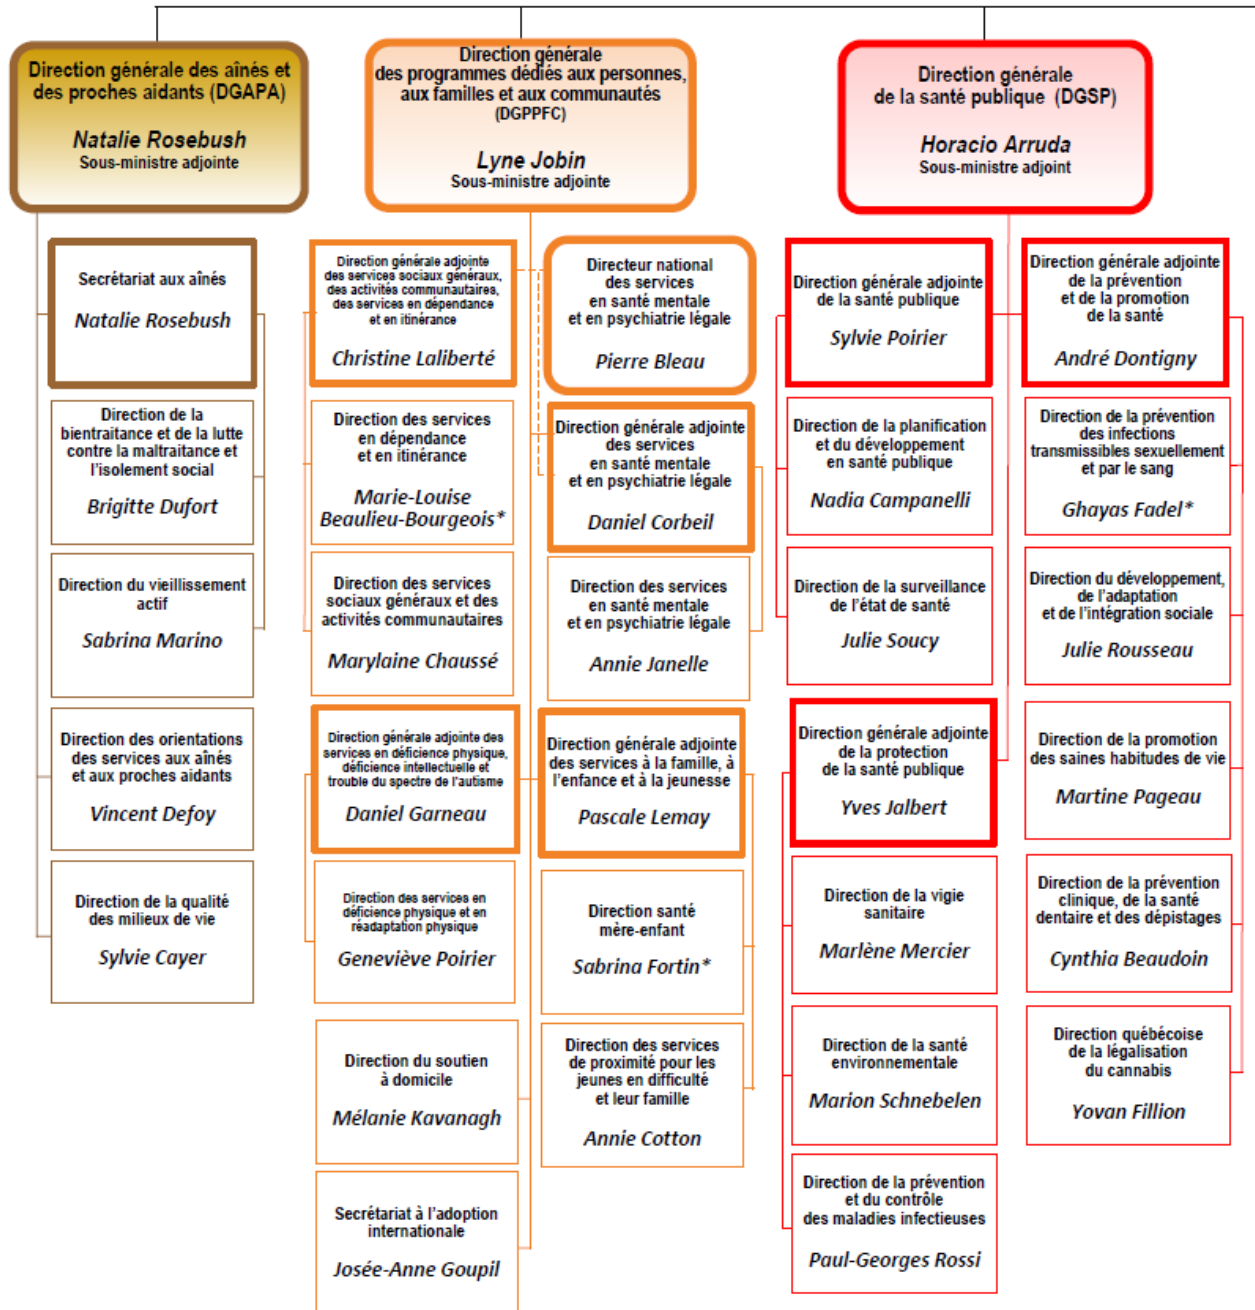 Direction générale des aînés et
des proches aidants (DGAPA)
Natalie Rosebush
Sous-ministre adjointe
Secrétariat aux aînés
Natalie Rosebush
Direction de la
bientraitance et de la lutte
contre la maltraitance et
l'isolement social
Brigitte Dufort
Direction du vieillissement
actif
Sabrina Marino
Direction des orientations
des services aux aînés
et aux proches aidants
Vincent Defoy
Direction de la qualité
des milieux de vie
Sylvie Cayer
Direction générale
des programmes dédiés aux personnes,
aux familles et aux communautés
(DGPPFC)
Lyne Jobin
Sous-ministre adjointe
Direction générale adjointe
des services sociaux généraux,
des activités communautaires,
des services en dépendance
et en itinérance
Christine Laliberté
Direction des services
en dépendance
et en itinérance
Marie-Louise
Beaulieu-Bourgeois*
Direction des services
sociaux généraux et des
activités communautaires
Marylaine Chaussé
Direction générale adjointe des
services en déficience physique,
déficience intellectuelle et
trouble du spectre de l'autisme
Daniel Garneau
Direction des services en
déficience physique et en
réadaptation physique
Geneviève Poirier
Direction du soutien
à domicile
Mélanie Kavanagh
Secrétariat à l'adoption
internationale
Josée-Anne Goupil
Directeur national
des services
en santé mentale
et en psychiatrie légale
Pierre Bleau
Direction générale adjointe
des services
en santé mentale
et en psychiatrie légale
Daniel Corbeil
Direction des services
en santé mentale
et en psychiatrie légale
Annie Janelle
Direction générale adjointe
des services à la famille, à
l'enfance et à la jeunesse
Pascale Lemay
Direction santé
mère-enfant
Sabrina Fortin*
Direction des services
de proximité pour les
jeunes en difficulté
et leur famille
Annie Cotton
Direction générale
de la santé publique (DGSP)
Horacio Arruda
Sous-ministre adjoint
Direction générale adjointe
de la santé publique
Sylvie Poirier
Direction de la planification
et du développement
en santé publique
Nadia Campanelli
Direction de la surveillance
de l'état de santé
Julie Soucy
Direction générale adjointe
de la protection
de la santé publique
Yves Jalbert
Direction de la vigie
sanitaire
Marlène Mercier
Direction de la santé
environnementale
Marion Schnebelen
Direction de la prévention
et du contrôle
des maladies infectieuses
Paul-Georges Rossi
Direction générale adjointe
de la prévention
et de la promotion
de la santé
André Dontigny
Direction de la prévention
des infections
transmissibles sexuellement
et par le sang
Ghayas Fadel*
Direction du développement,
de l'adaptation
et de l'intégration sociale
Julie Rousseau
Direction de la promotion
des saines habitudes de vie
Martine Pageau
Direction de la prévention
clinique, de la santé
dentaire et des dépistages
Cynthia Beaudoin
Direction québécoise
de la légalisation
du cannabis
Yovan Fillion